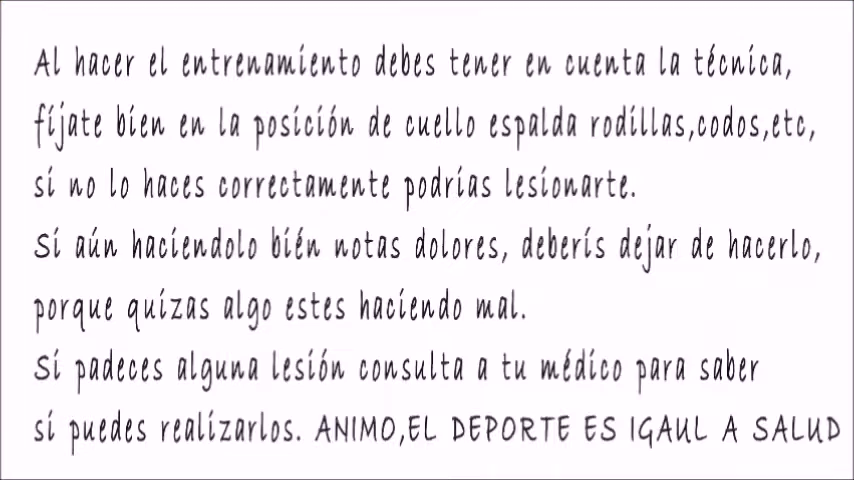 Al hacer el entrenamiento debes tener en cuenta la técnica,
fíjate bien en la posición de cuello espalda rodillas,codos,etc,
si no lo haces correctamente podrías lesionarte.
Si aún haciendolo bién notas dolores, deberís dejar de hacerlo,
porque quizas algo estes haciendo mal.
Si padeces alguna lesión consulta a tu médico para saber
si puedes realizarlos. ANIMO,EL DEPORTE ES IGAUL A SALUD